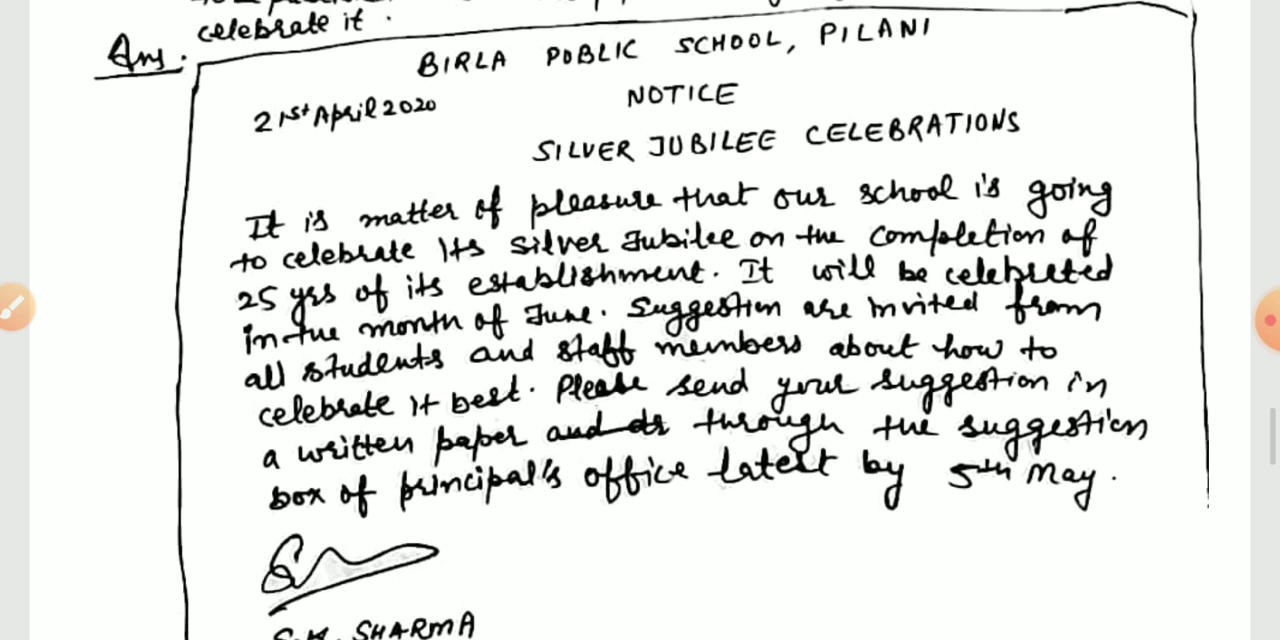 celebrate it.
Ans.
BIRLA PUBLIC SCHOOL, PILANI
21st April 2020
NOTICE
SILVER JUBILEE CELEBRATIONS
It is matter of pleasure that our school is going
to celebrate its silver Jubilee on the completion of
25 yrs of its establishment. It will be celebrated
in the month of June. Suggestion are invited from
all students and staff members about how to
celebrate it best. Please send your suggestion in
a written paper through the suggestion
box of principal's office latest by 5th May.
SHARMA